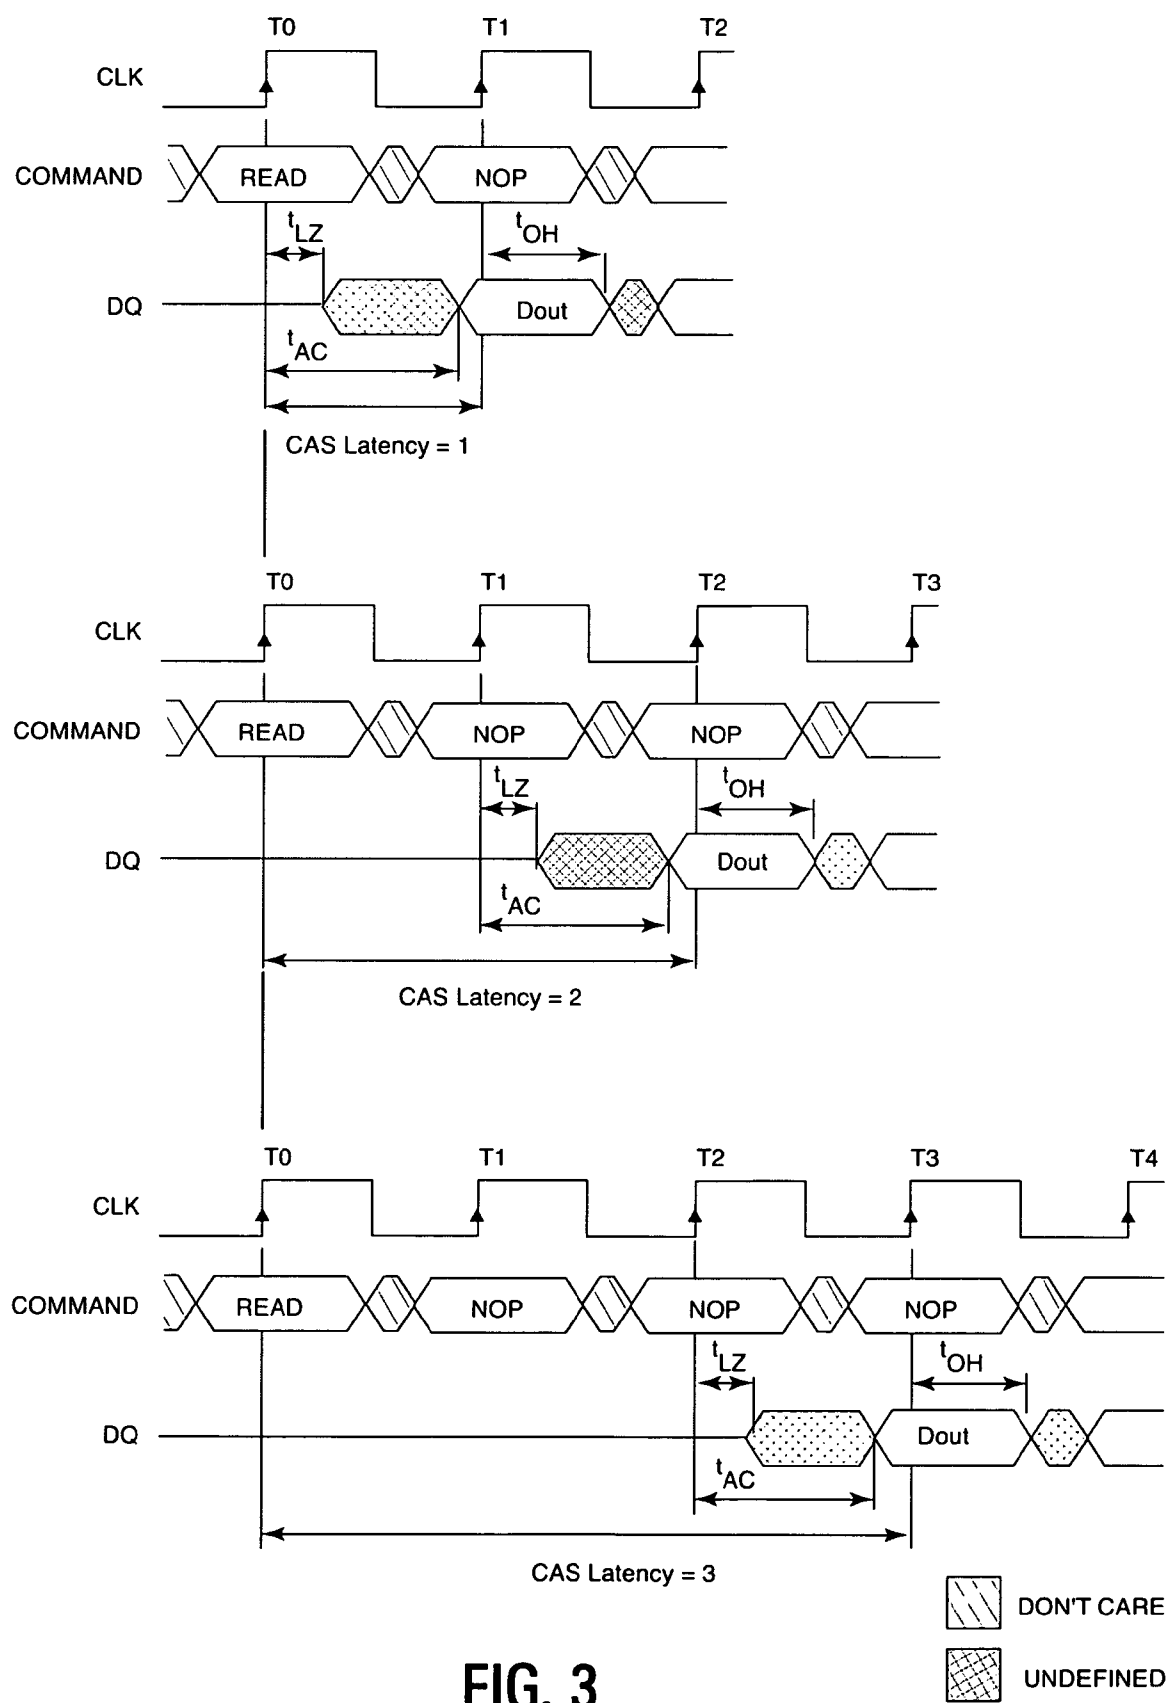 T0 T1 T2
CLK
COMMAND READ NOP
tLZ tOH
DQ Dout
tAC
CAS Latency = 1
T0 T1 T2 T3
CLK
COMMAND READ NOP NOP
tLZ tOH
DQ Dout
tAC
CAS Latency = 2
T0 T1 T2 T3 T4
CLK
COMMAND READ NOP NOP NOP
tLZ tOH
DQ Dout
tAC
CAS Latency = 3
DON'T CARE
UNDEFINED
FIG. 3